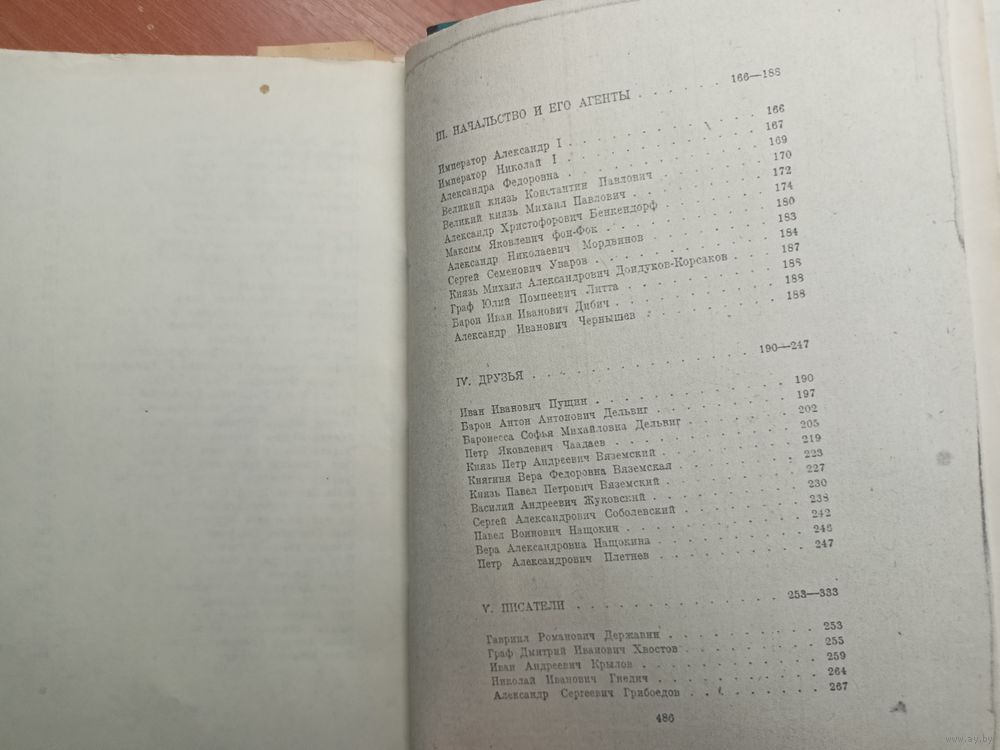 III. НАЧАЛЬСТВО И ЕГО АГЕНТЫ . . . . . . 166—188
Император Александр I . . . . . . . . 166
Император Николай I . . . . . . . . 167
Александра Федоровна . . . . . . . . 169
Великий князь Константин Павлович . . . . . 170
Великий князь Михаил Павлович . . . . . . 172
Александр Христофорович Бенкендорф . . . . . 174
Максим Яковлевич фон-Фок . . . . . . . 180
Александр Николаевич Мордвинов . . . . . . 183
Сергей Семенович Уваров . . . . . . . . 184
Князь Михаил Александрович Дондуков-Корсаков . . . 187
Граф Юлий Помпеевич Литта . . . . . . . 188
Барон Иван Иванович Дибич . . . . . . . 188
Александр Иванович Чернышев . . . . . . . 188
IV. ДРУЗЬЯ . . . . . . . . . . 190—247
Иван Иванович Пущин . . . . . . . . 190
Барон Антон Антонович Дельвиг . . . . . . 197
Баронесса Софья Михайловна Дельвиг . . . . . 202
Петр Яковлевич Чаадаев . . . . . . . . 205
Князь Петр Андреевич Вяземский . . . . . . 219
Княгиня Вера Федоровна Вяземская . . . . . . 223
Князь Павел Петрович Вяземский . . . . . . 227
Василий Андреевич Жуковский . . . . . . . 230
Сергей Александрович Соболевский . . . . . . 238
Павел Воинович Нащокин . . . . . . . . 242
Вера Александровна Нащокина . . . . . . . 246
Петр Александрович Плетнев . . . . . . . 247
V. ПИСАТЕЛИ . . . . . . . . . . 253—333
Гавриил Романович Державин . . . . . . . 253
Граф Дмитрий Иванович Хвостов . . . . . . 255
Иван Андреевич Крылов . . . . . . . . 259
Николай Иванович Гнедич . . . . . . . . 264
Александр Сергеевич Грибоедов . . . . . . 267
486
www.ay.by